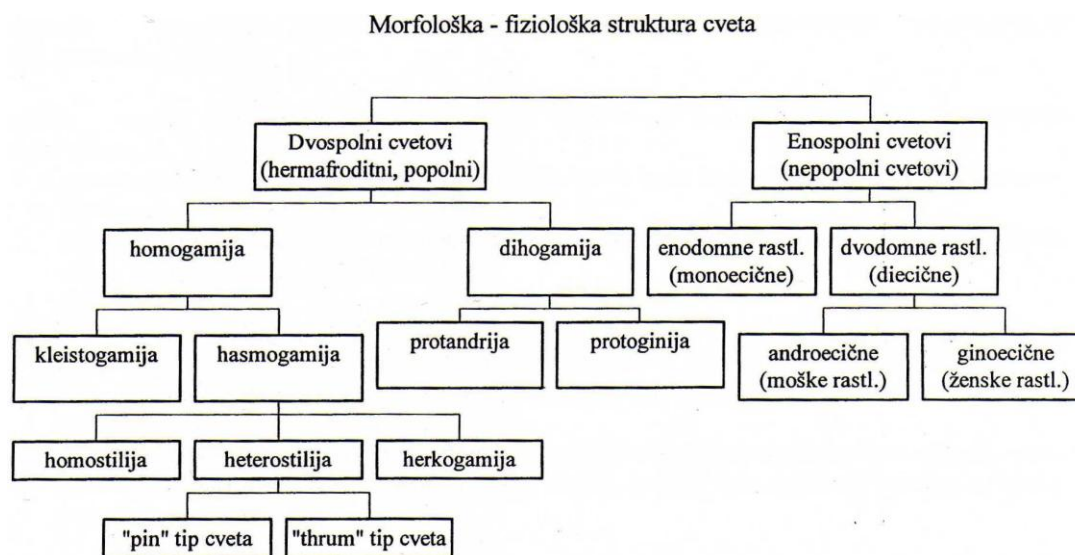 Morfološka - fiziološka struktura cveta
Dvospolni cvetovi
(hermafroditni, popolni)
Enospolni cvetovi
(nepopolni cvetovi)
homogamija
dihogamija
enodomne rastl.
(monoecične)
dvodomne rastl.
(diecične)
kleistogamija
hasmogamija
protandrija
protoginija
androecične
(moške rastl.)
ginoecične
(ženske rastl.)
homostilija
heterostilija
herkogamija
"pin" tip cveta
"thrum" tip cveta